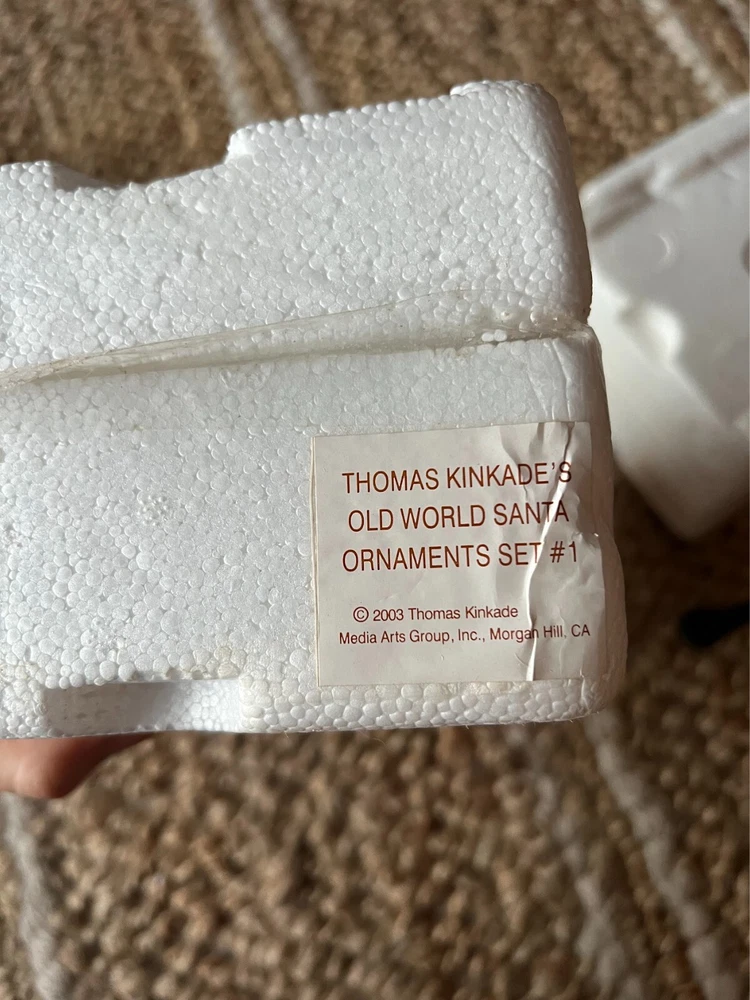 THOMAS KINKADE'S
OLD WORLD SANTA
ORNAMENTS SET #1
© 2003 Thomas Kinkade
Media Arts Group, Inc., Morgan Hill, CA